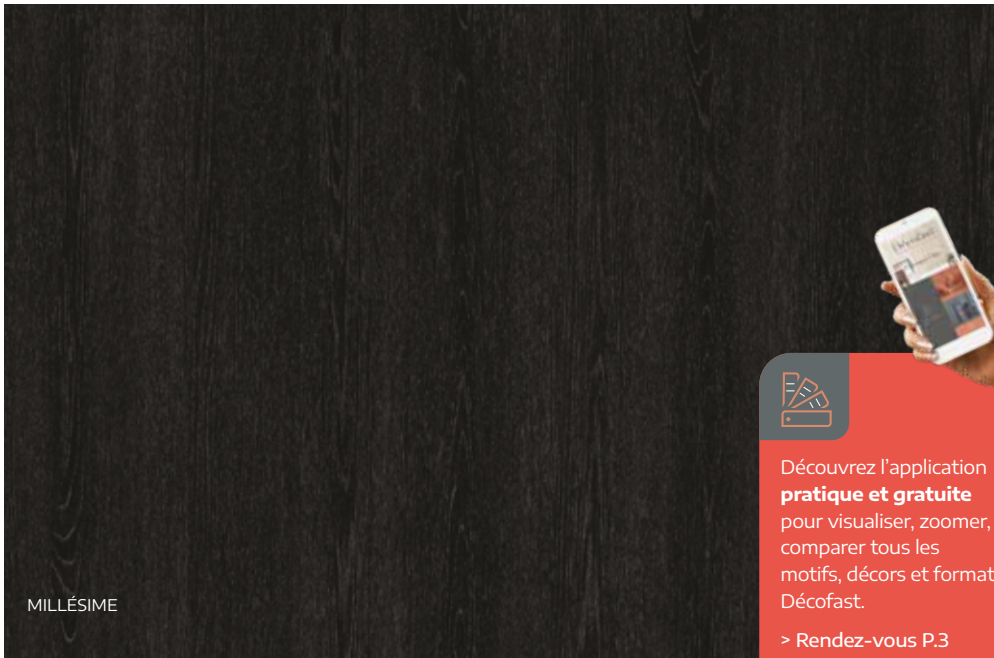 MILLÉSIME
Découvrez l’application
pratique et gratuite
pour visualiser, zoomer,
comparer tous les
motifs, décors et format
Décofast.
> Rendez-vous P.3